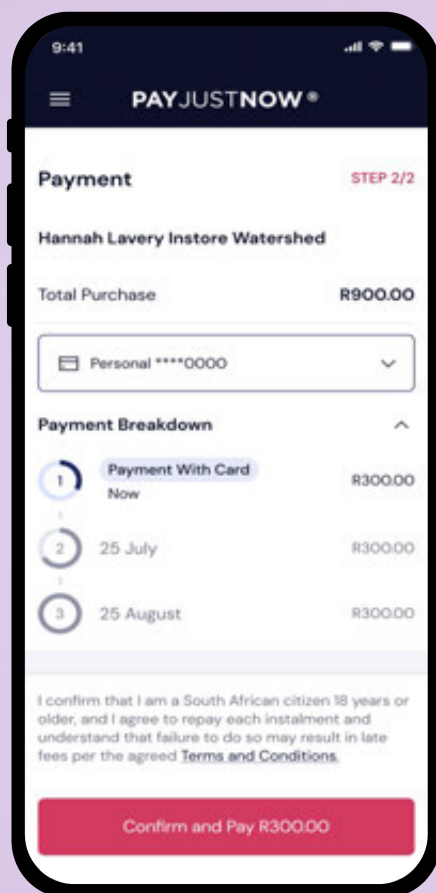 9:41
PAYJUSTNOW®
Payment STEP 2/2
Hannah Lavery Instore Watershed
Total Purchase R900.00
Personal ****0000
Payment Breakdown
1 Payment With Card R300.00
Now
2 25 July R300.00
3 25 August R300.00
I confirm that I am a South African citizen 18 years or
older, and I agree to repay each instalment and
understand that failure to do so may result in late
fees per the agreed Terms and Conditions.
Confirm and Pay R300.00